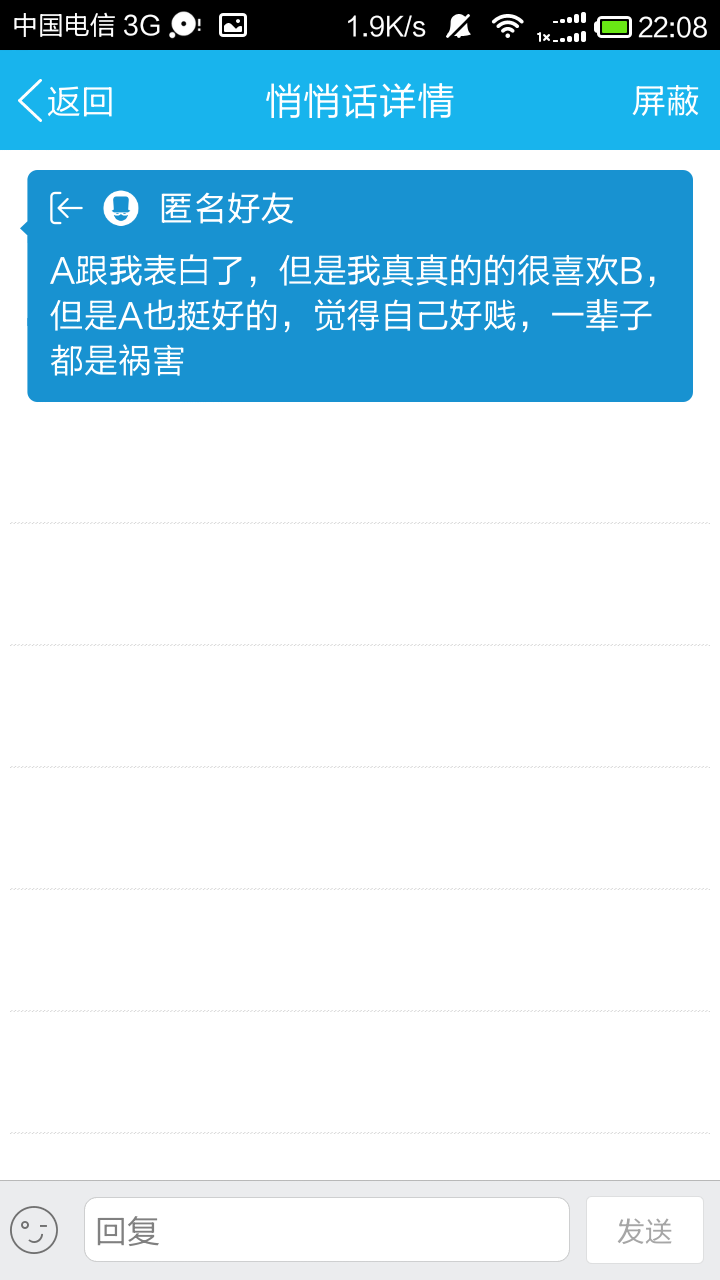 中国电信 3G 1.9K/s 1x 22:08
返回 悄悄话详情 屏蔽
匿名好友
A跟我表白了，但是我真真的的很喜欢B，
但是A也挺好的，觉得自己好贱，一辈子
都是祸害
回复 发送